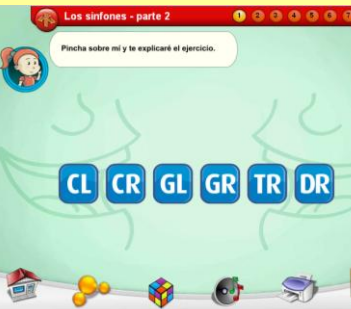 Los sinfones - parte 2
1 2 3 4 5 6 7
Pincha sobre mí y te explicaré el ejercicio.
CL CR GL GR TR DR